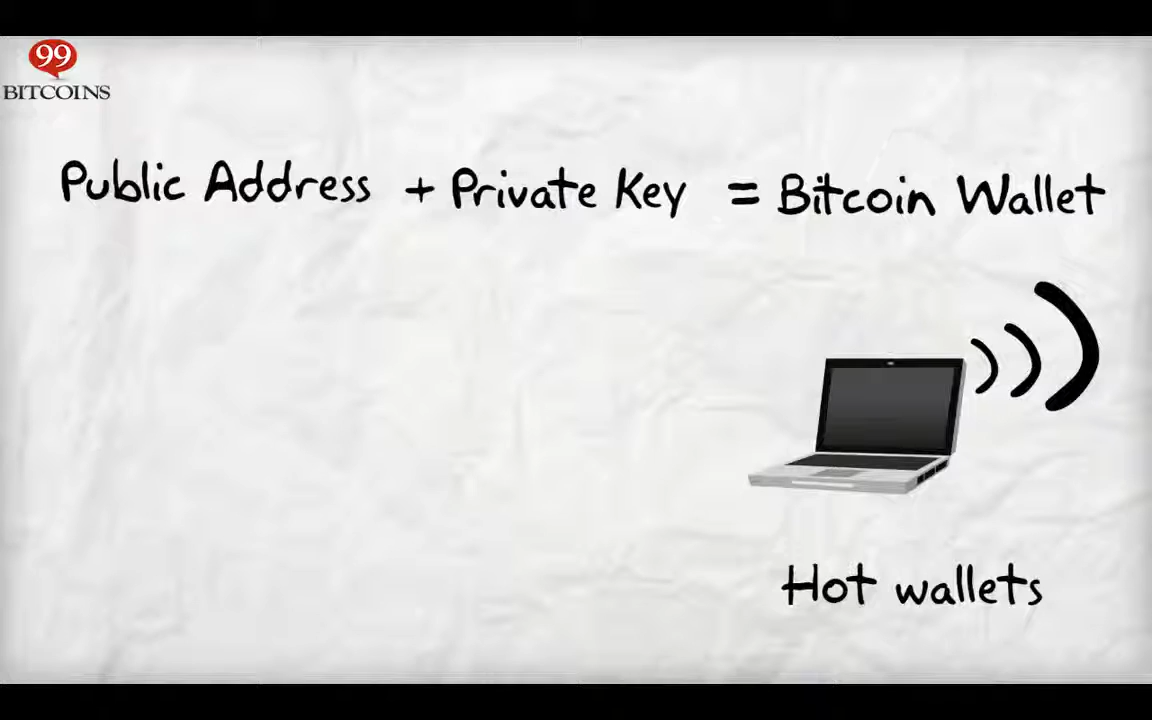 99
BITCOINS
Public Address + Private Key = Bitcoin Wallet
Hot wallets